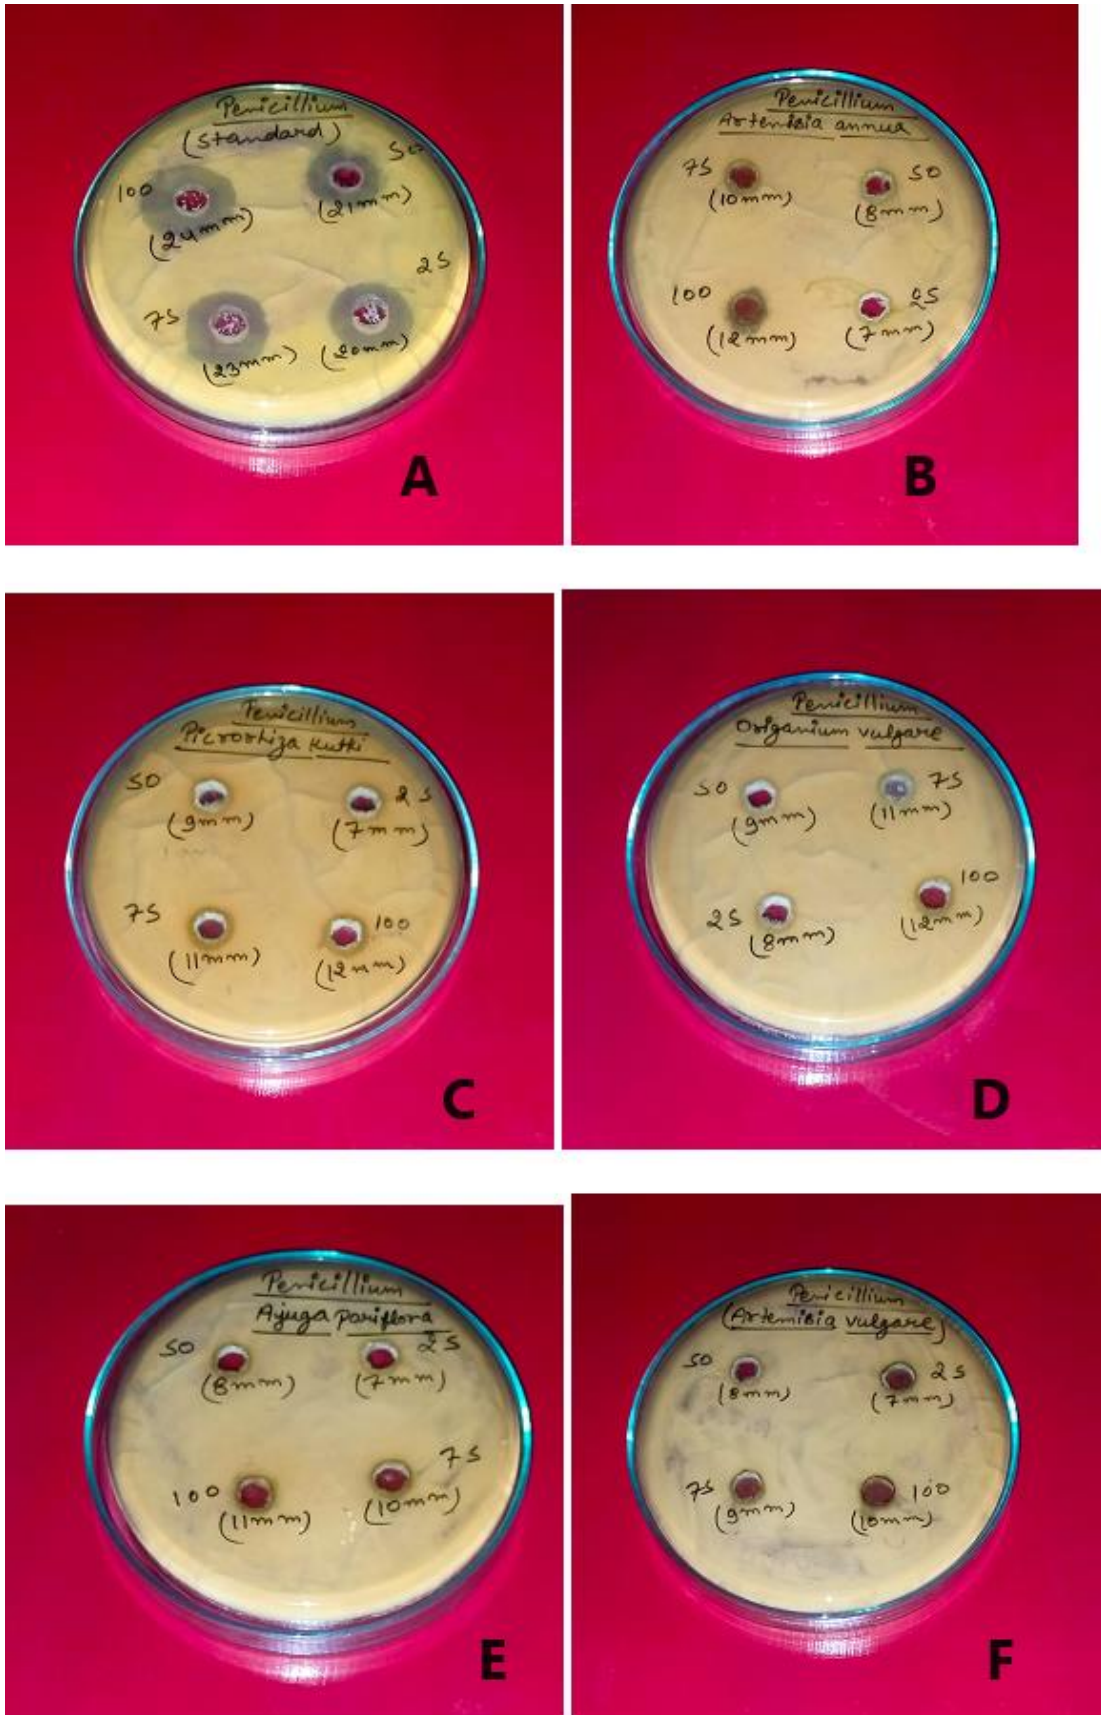 Penicillium
(Standard)
100
50
(24mm)
(21mm)
25
75
(23mm)
(20mm)
A
Penicillium
Artemisia annua
75
50
(10mm)
(8mm)
100
25
(12mm)
(7mm)
B
Penicillium
Picrorhiza Kutki
50
25
(9mm)
(7mm)
75
100
(11mm)
(12mm)
C
Penicillium
Origanium vulgare
50
75
(9mm)
(11mm)
100
25
(12mm)
(8mm)
D
Penicillium
Ajuga pariflora
50
25
(8mm)
(7mm)
75
100
(10mm)
(11mm)
E
Penicillium
(Artemisia vulgare)
50
25
(8mm)
(7mm)
75
100
(9mm)
(10mm)
F